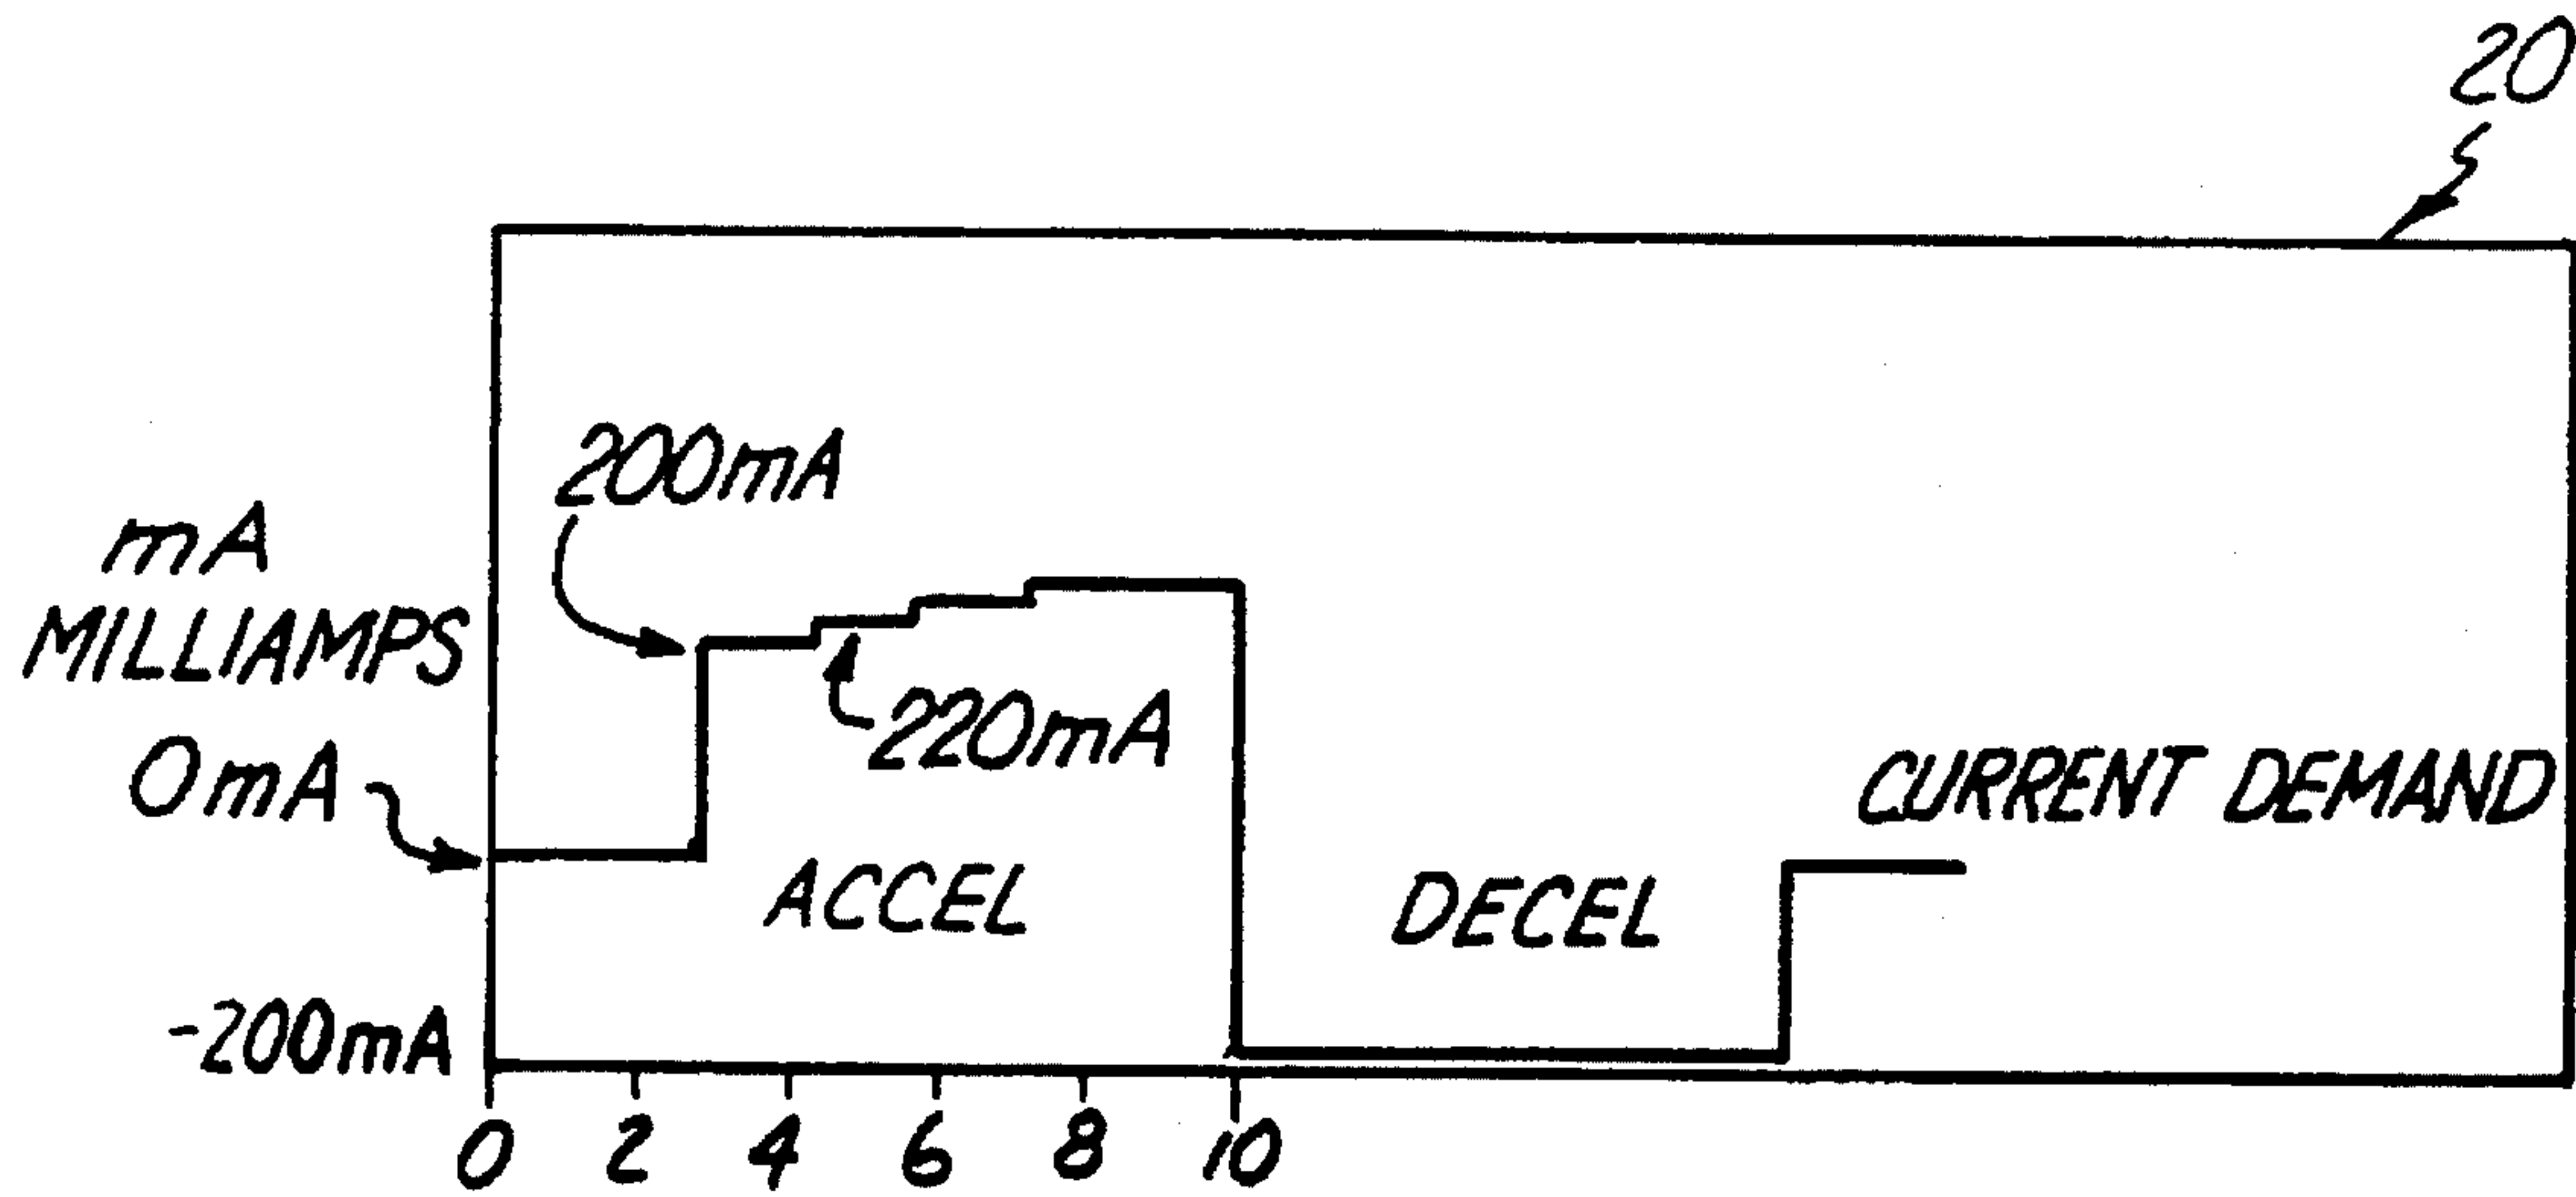 20
200mA
mA
MILLIAMPS
220mA
0mA
CURRENT DEMAND
ACCEL
DECEL
-200mA
0 2 4 6 8 10